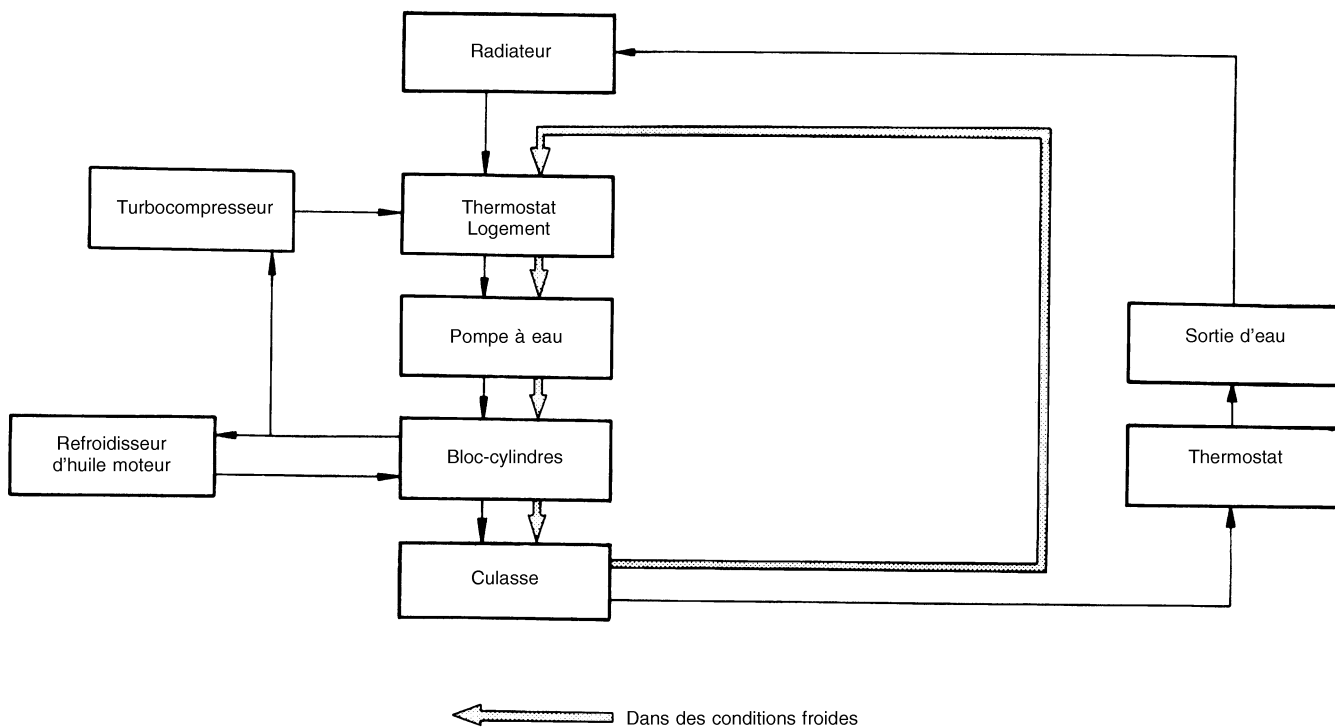 Radiateur
Turbocompresseur
Thermostat
Logement
Pompe à eau
Sortie d'eau
Refroidisseur
d'huile moteur
Bloc-cylindres
Thermostat
Culasse
Dans des conditions froides